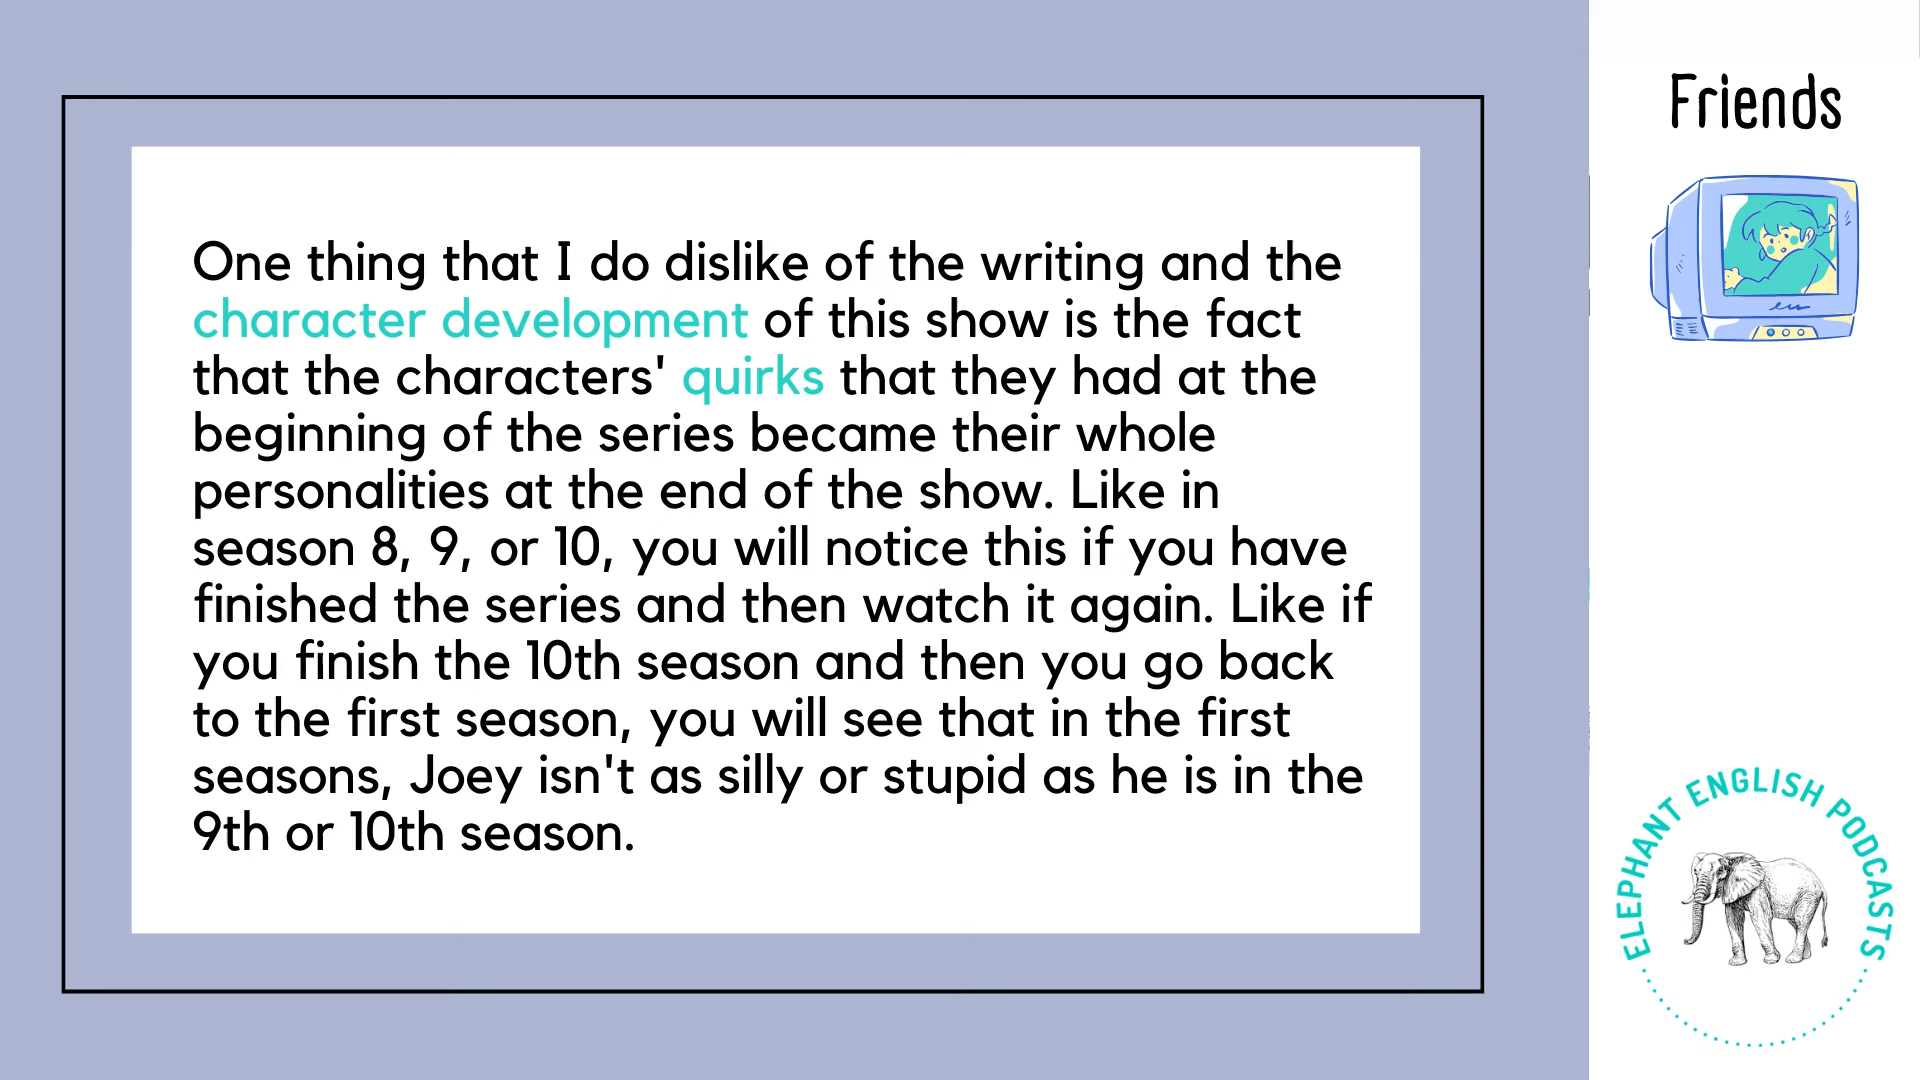 One thing that I do dislike of the writing and the
character development of this show is the fact
that the characters' quirks that they had at the
beginning of the series became their whole
personalities at the end of the show. Like in
season 8, 9, or 10, you will notice this if you have
finished the series and then watch it again. Like if
you finish the 10th season and then you go back
to the first season, you will see that in the first
seasons, Joey isn't as silly or stupid as he is in the
9th or 10th season.
Friends
ELEPHANT ENGLISH PODCASTS